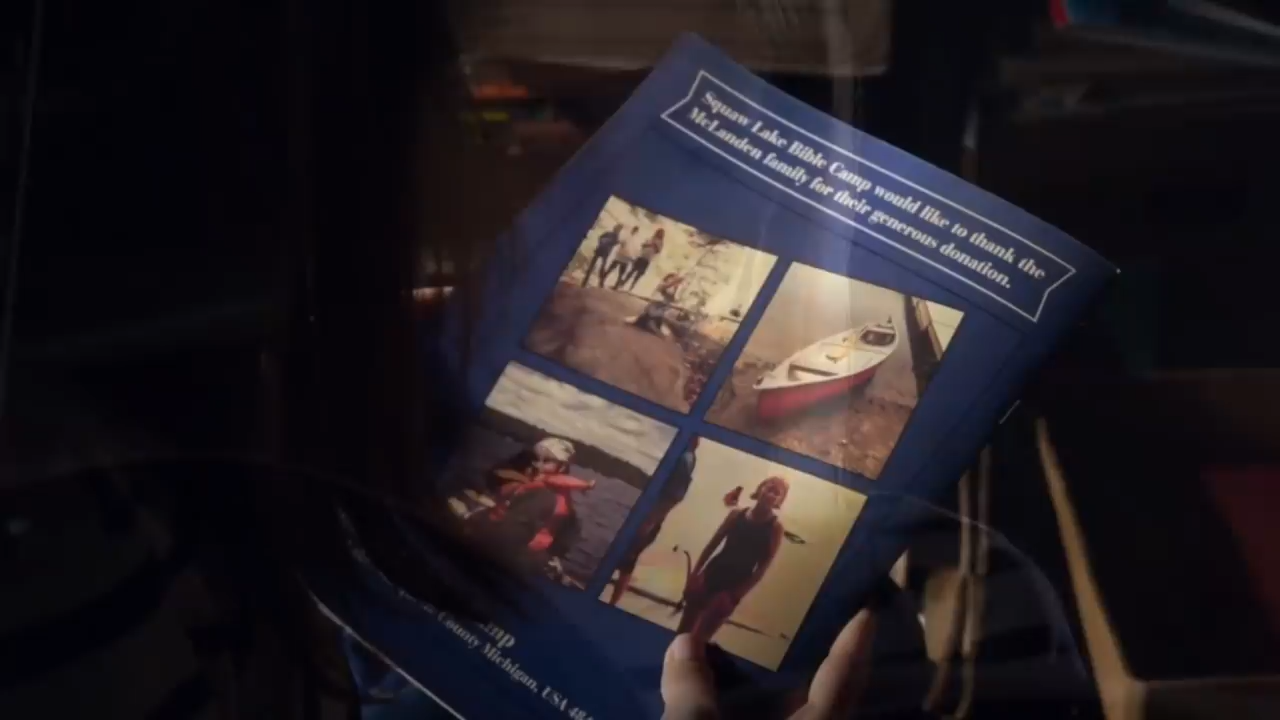 Squaw Lake Bible Camp would like to thank the
McLanden family for their generous donation.
County Michigan, USA